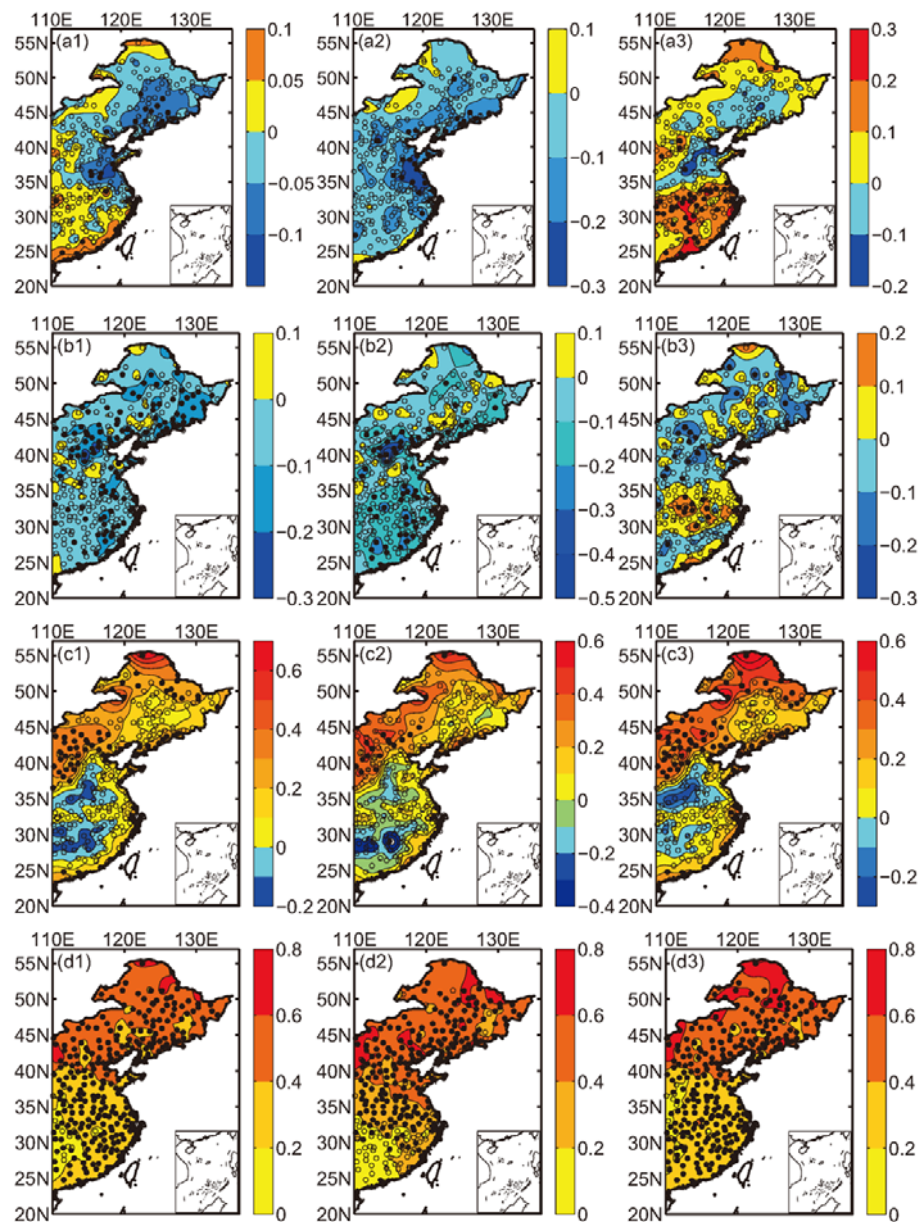 110E 120E 130E 110E 120E 130E 110E 120E 130E
55N (a1) 0.1 55N (a2) 0.1 55N (a3) 0.3
50N 0.05 50N 0 50N 0.2
45N 45N 45N 0.1
40N 0 40N −0.1 40N
35N 35N 35N 0
30N −0.05 30N −0.2 30N
25N −0.1 25N 25N −0.1
20N 20N −0.3 20N −0.2
110E 120E 130E 110E 120E 130E 110E 120E 130E
55N (b1) 0.1 55N (b2) 0.1 55N (b3) 0.2
50N 0 50N 0 50N 0.1
45N 45N −0.1 45N 0
40N −0.1 40N −0.2 40N
35N 35N 35N −0.1
30N −0.2 30N −0.3 30N −0.2
25N 25N −0.4 25N
20N −0.3 20N −0.5 20N −0.3
110E 120E 130E 110E 120E 130E 110E 120E 130E
55N (c1) 0.6 55N (c2) 0.6 55N (c3) 0.6
50N 50N 0.4 50N
45N 0.4 45N 45N 0.4
40N 0.2 40N 0.2 40N 0.2
35N 35N 0 35N
30N 0 30N −0.2 30N 0
25N 25N 25N −0.2
20N −0.2 20N −0.4 20N
110E 120E 130E 110E 120E 130E 110E 120E 130E
55N (d1) 0.8 55N (d2) 0.8 55N (d3) 0.8
50N 0.6 50N 0.6 50N 0.6
45N 45N 45N
40N 0.4 40N 0.4 40N 0.4
35N 35N 35N
30N 0.2 30N 0.2 30N 0.2
25N 25N 25N
20N 0 20N 0 20N 0